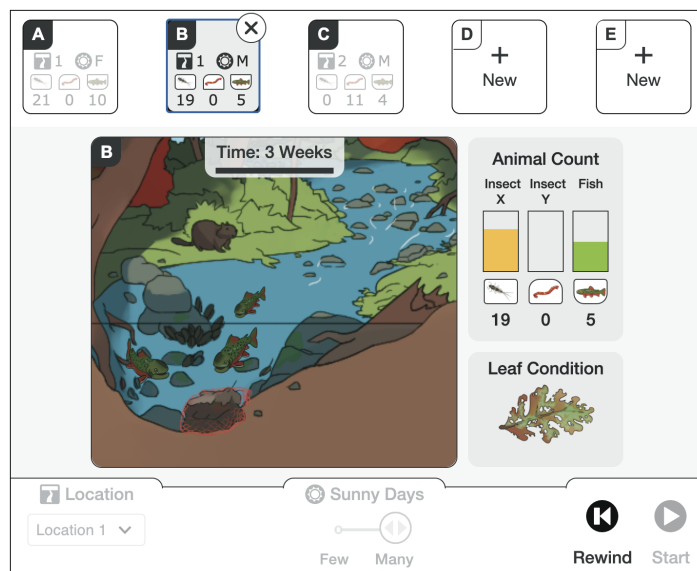 A
1 F
21 0 10
B
1 M
19 0 5
C
2 M
0 11 4
D
+
New
E
+
New
B
Time: 3 Weeks
Animal Count
Insect X
Insect Y
Fish
19 0 5
Leaf Condition
Location
Location 1
Sunny Days
Few Many
Rewind
Start